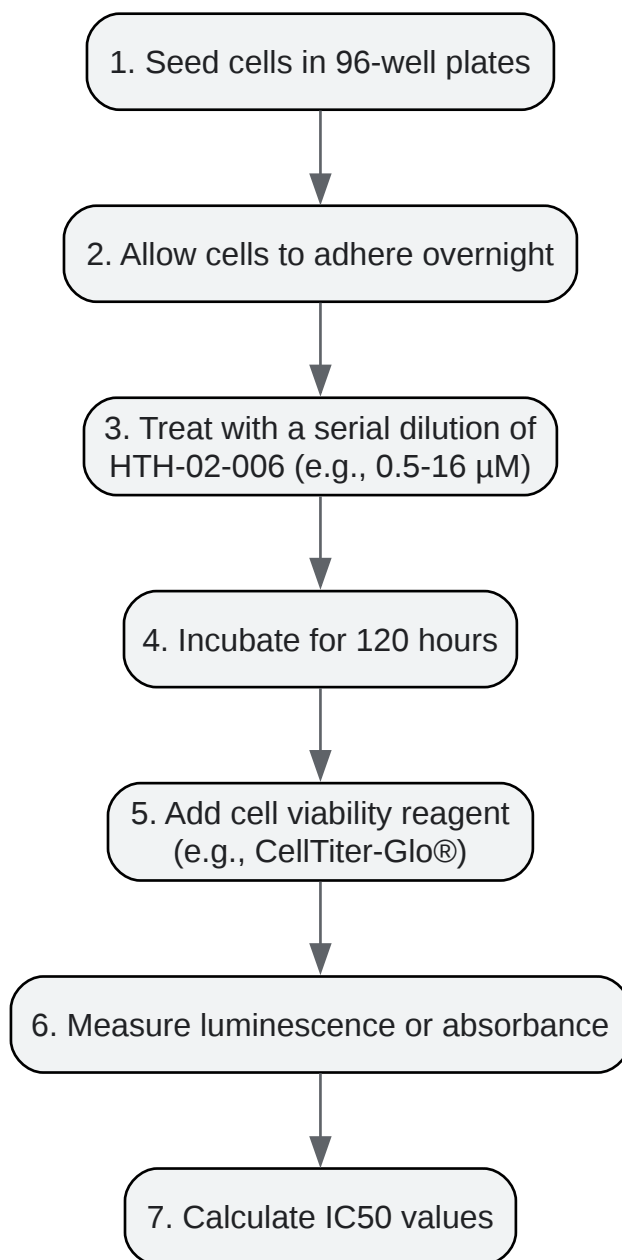 1. Seed cells in 96-well plates
2. Allow cells to adhere overnight
3. Treat with a serial dilution of
HTH-02-006 (e.g., 0.5-16 µM)
4. Incubate for 120 hours
5. Add cell viability reagent
(e.g., CellTiter-Glo®)
6. Measure luminescence or absorbance
7. Calculate IC50 values